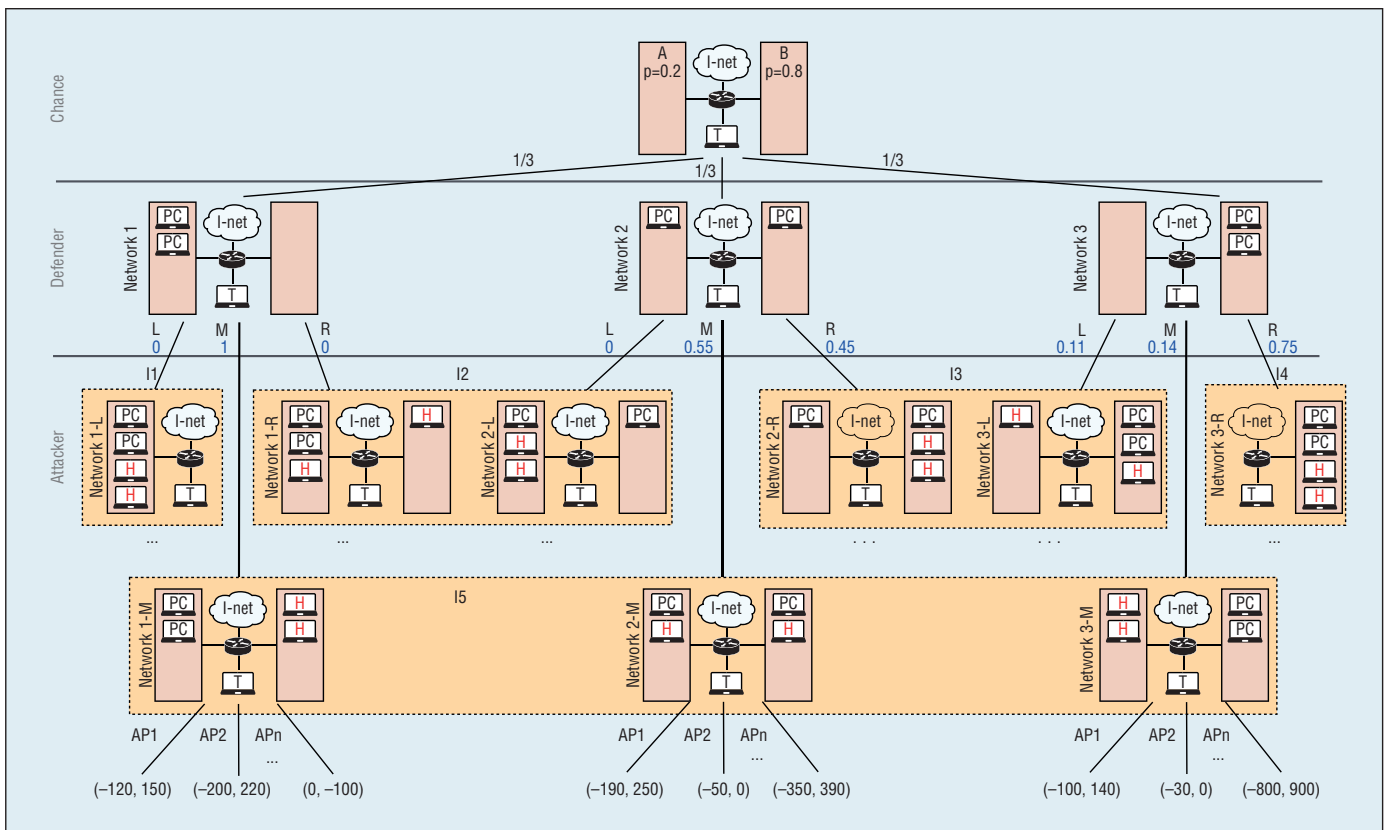 Chance
A
p=0.2
I-net
B
p=0.8
T
1/3
1/3
1/3
Defender
Network 1
PC
PC
I-net
T
Network 2
PC
I-net
T
PC
Network 3
I-net
T
PC
PC
L M R
0 1 0
L M R
0 0.55 0.45
L M R
0.11 0.14 0.75
Attacker
I1
Network 1-L
PC
PC
H
H
I-net
T
...
I2
Network 1-R
PC
PC
H
I-net
T
H
...
Network 2-L
PC
H
H
I-net
T
PC
...
I3
Network 2-R
PC
I-net
T
PC
H
H
. . .
Network 3-L
H
I-net
T
PC
PC
H
. . .
I4
Network 3-R
I-net
T
PC
PC
H
H
...
I5
Network 1-M
PC
PC
I-net
T
H
H
Network 2-M
PC
H
I-net
T
PC
H
Network 3-M
H
H
I-net
T
PC
PC
AP1 AP2 APn
...
AP1 AP2 APn
...
AP1 AP2 APn
...
(–120, 150) (–200, 220) (0, –100)
(–190, 250) (–50, 0) (–350, 390)
(–100, 140) (–30, 0) (–800, 900)